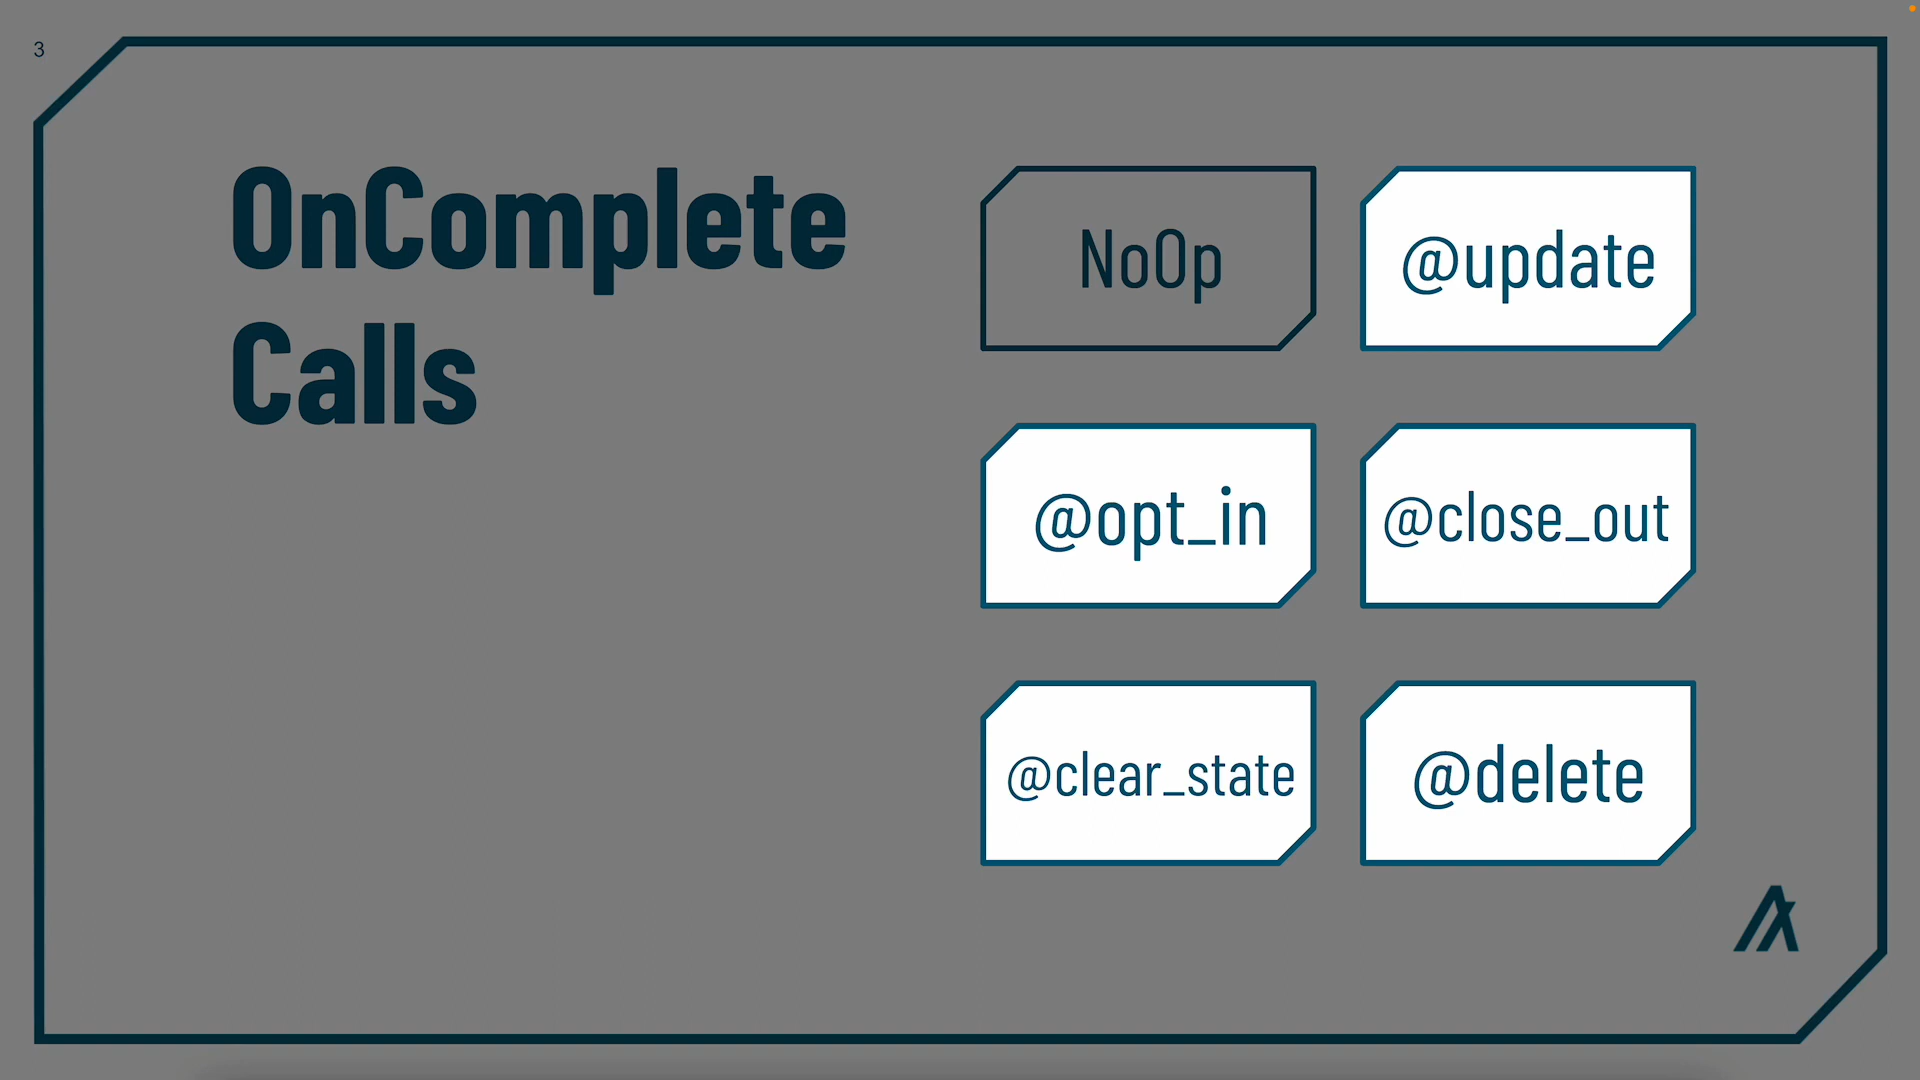 3
OnComplete
Calls
NoOp
@update
@opt_in
@close_out
@clear_state
@delete